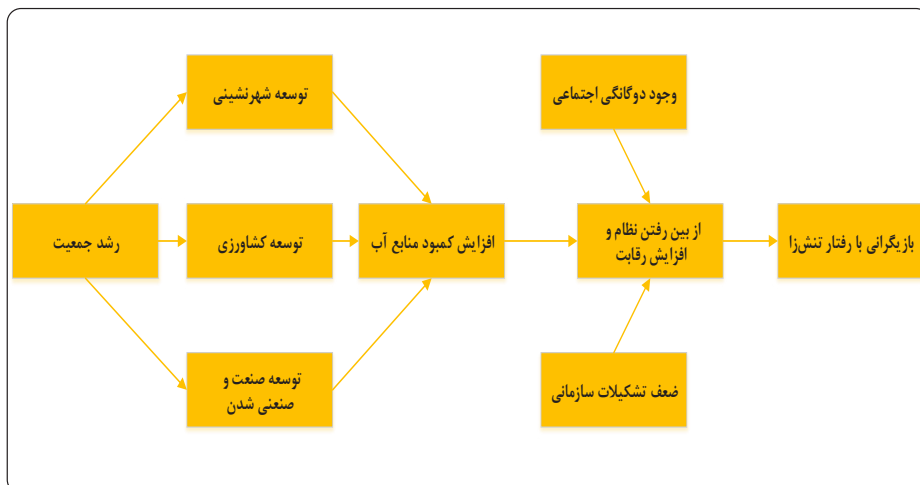 توسعه شهرنشینی
وجود دوگانگی اجتماعی
رشد جمعیت
توسعه کشاورزی
افزایش کمبود منابع آب
از بین رفتن نظام و
افزایش رقابت
بازیگرانی با رفتار تنش‌زا
توسعه صنعت و
صنعنی شدن
ضعف تشکیلات سازمانی